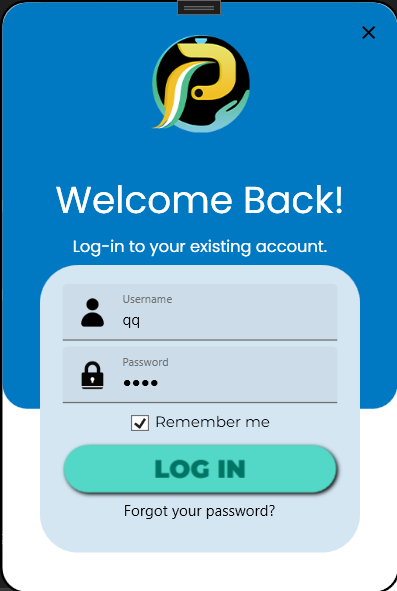 Welcome Back!
Log-in to your existing account.
Username
qq
Password
••••
Remember me
LOG IN
Forgot your password?